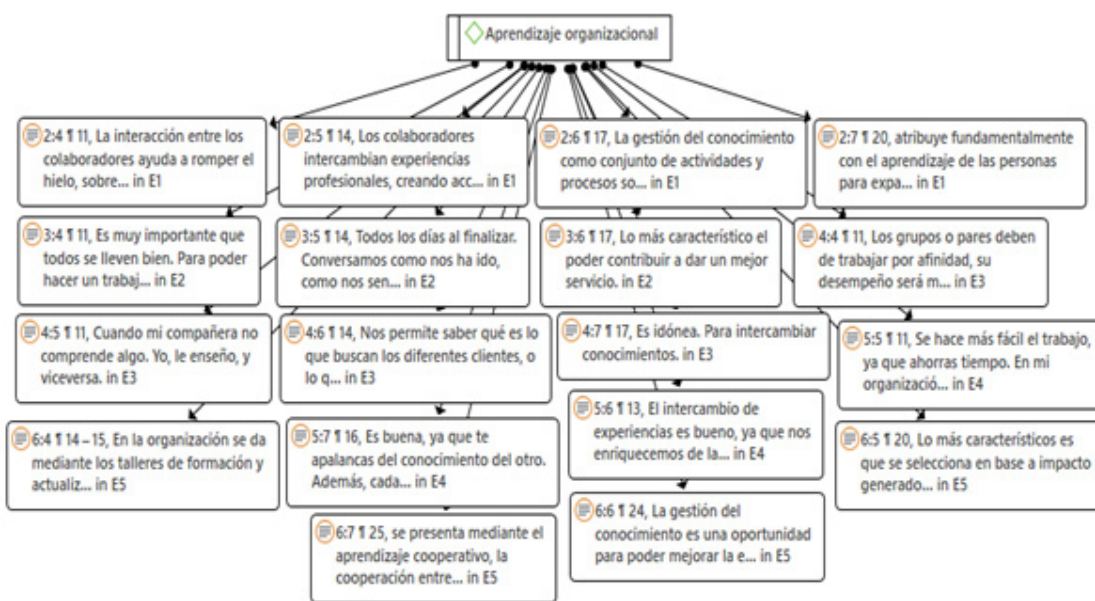 Aprendizaje organizacional
2:4 ¶ 11, La interacción entre los
colaboradores ayuda a romper el
hielo, sobre... in E1
2:5 ¶ 14, Los colaboradores
intercambian experiencias
profesionales, creando acc... in E1
2:6 ¶ 17, La gestión del conocimiento
como conjunto de actividades y
procesos so... in E1
2:7 ¶ 20, atribuye fundamentalmente
con el aprendizaje de las personas
para expa... in E1
3:4 ¶ 11, Es muy importante que
todos se lleven bien. Para poder
hacer un trabaj... in E2
3:5 ¶ 14, Todos los días al finalizar.
Conversamos como nos ha ido,
como nos sen... in E2
3:6 ¶ 17, Lo más característico el
poder contribuir a dar un mejor
servicio. in E2
4:4 ¶ 11, Los grupos o pares deben
de trabajar por afinidad, su
desempeño será m... in E3
4:5 ¶ 11, Cuando mi compañera no
comprende algo. Yo, le enseño, y
viceversa. in E3
4:6 ¶ 14, Nos permite saber qué es lo
que buscan los diferentes clientes, o
lo q... in E3
4:7 ¶ 17, Es idónea. Para intercambiar
conocimientos. in E3
5:5 ¶ 11, Se hace más fácil el trabajo,
ya que ahorras tiempo. En mi
organizació... in E4
6:4 ¶ 14 – 15, En la organización se da
mediante los talleres de formación y
actualiz... in E5
5:7 ¶ 16, Es buena, ya que te
apalancas del conocimiento del otro.
Además, cada... in E4
5:6 ¶ 13, El intercambio de
experiencias es bueno, ya que nos
enriquecemos de la... in E4
6:5 ¶ 20, Lo más característicos es
que se selecciona en base a impacto
generado... in E5
6:7 ¶ 25, se presenta mediante el
aprendizaje cooperativo, la
cooperación entre... in E5
6:6 ¶ 24, La gestión del
conocimiento es una oportunidad
para poder mejorar la e... in E5